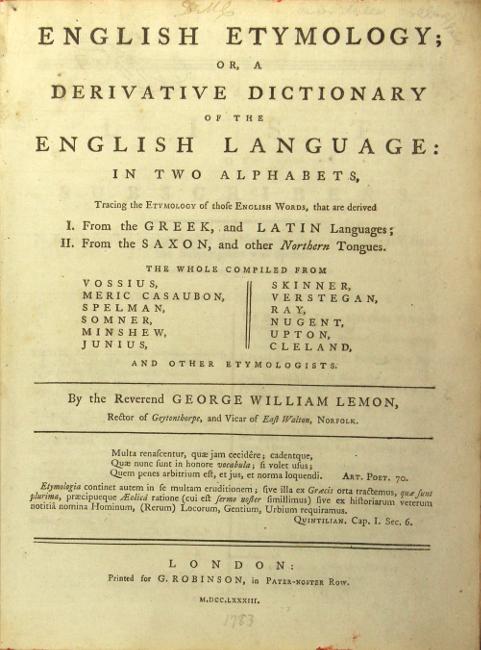 ENGLISH ETYMOLOGY;
OR, A
DERIVATIVE DICTIONARY
OF THE
ENGLISH LANGUAGE:
IN TWO ALPHABETS,
Tracing the ETYMOLOGY of thoſe ENGLISH WORDS, that are derived
I. From the GREEK, and LATIN Languages;
II. From the SAXON, and other Northern Tongues.
THE WHOLE COMPILED FROM
VOSSIUS,
MERIC CASAUBON,
SPELMAN,
SOMNER,
MINSHEW,
JUNIUS,
SKINNER,
VERSTEGAN,
RAY,
NUGENT,
UPTON,
CLELAND,
AND OTHER ETYMOLOGISTS.
By the Reverend GEORGE WILLIAM LEMON,
Rector of Geytonthorpe, and Vicar of Eaſt Walton, NORFOLK.
Multa renaſcentur, quæ jam cecidêre; cadentque,
Quæ nunc ſunt in honore vocabula; ſi volet uſus;
Quem penes arbitrium eſt, et jus, et norma loquendi. ART. POET. 70.
Etymologia continet autem in ſe multam eruditionem; ſive illa ex Græcis orta tractemus, quæ ſunt
plurima, præcipueque Æolicâ ratione (cui eſt ſermo noſter ſimillimus) ſive ex hiſtoriarum veterum
notitiâ nomina Hominum, (Rerum) Locorum, Gentium, Urbium requiramus.
QUINTILIAN. Cap. I. Sec. 6.
LONDON:
Printed for G. ROBINSON, in PATER-NOSTER ROW.
M.DCC.LXXXIII.
1783